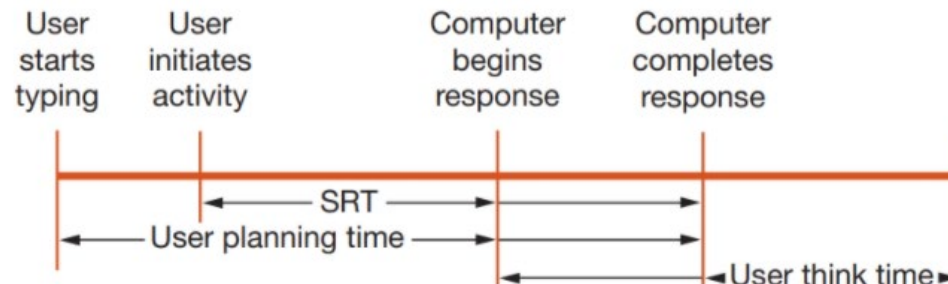 User User Computer Computer
starts initiates begins completes
typing activity response response
SRT
User planning time
User think time